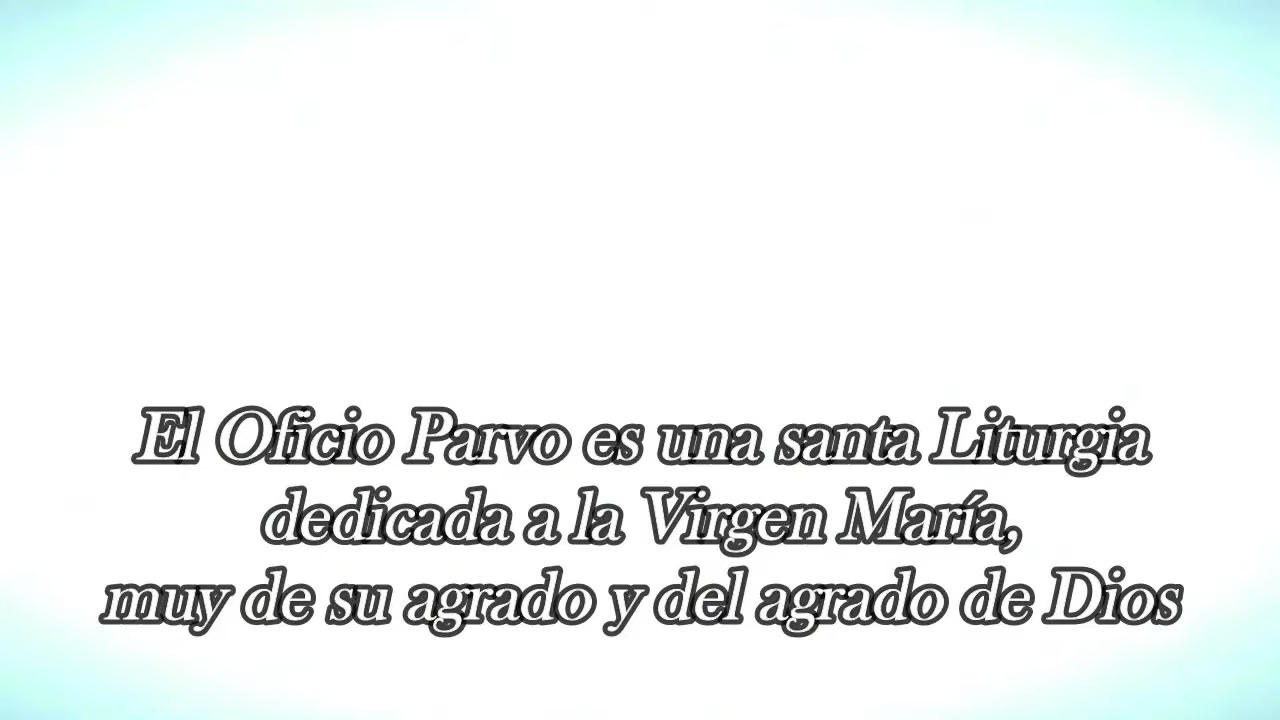 El Oficio Parvo es una santa Liturgia
dedicada a la Virgen María,
muy de su agrado y del agrado de Dios